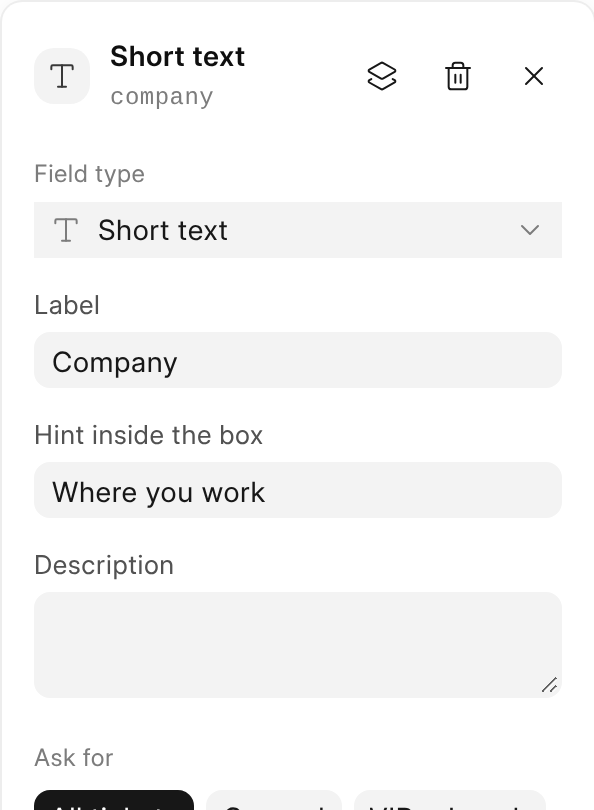 Short text
company
Field type
Short text
Label
Company
Hint inside the box
Where you work
Description
Ask for